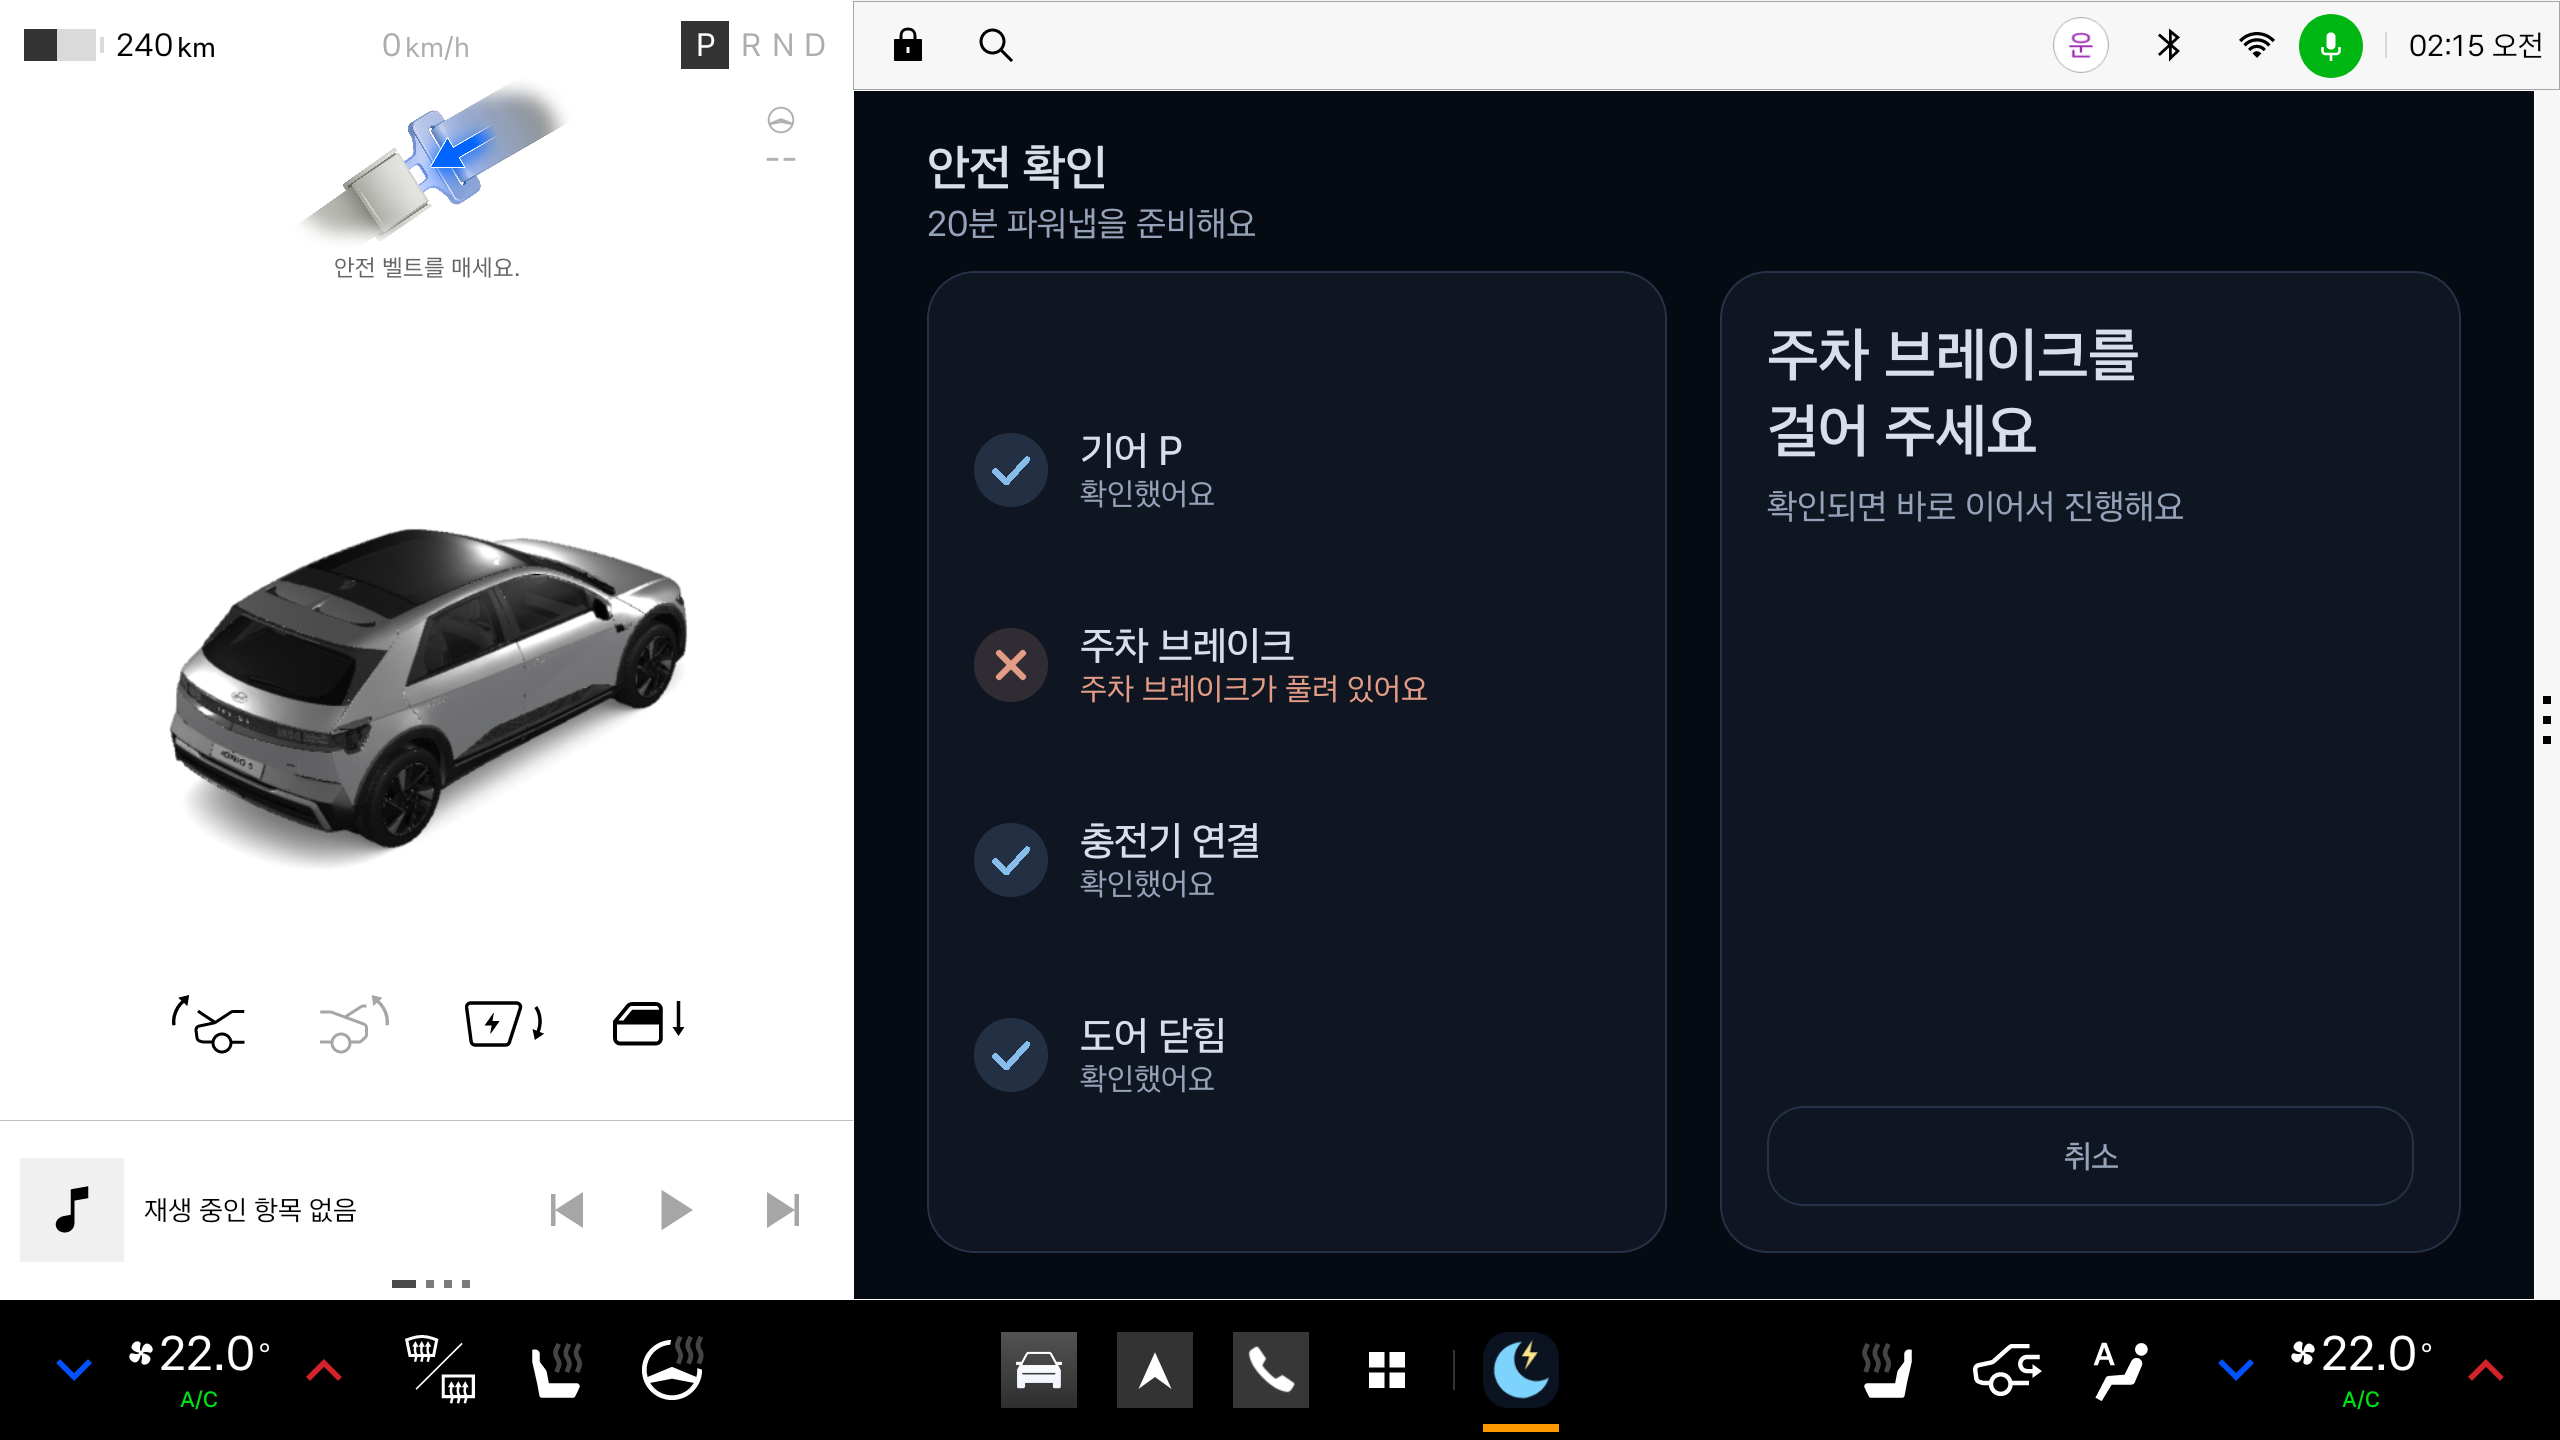 240 km
0 km/h
P R N D
안전 벨트를 매세요.
재생 중인 항목 없음
운
02:15 오전
안전 확인
20분 파워냅을 준비해요
기어 P
확인했어요
주차 브레이크
주차 브레이크가 풀려 있어요
충전기 연결
확인했어요
도어 닫힘
확인했어요
주차 브레이크를
걸어 주세요
확인되면 바로 이어서 진행해요
취소
22.0°
A/C
A
22.0°
A/C